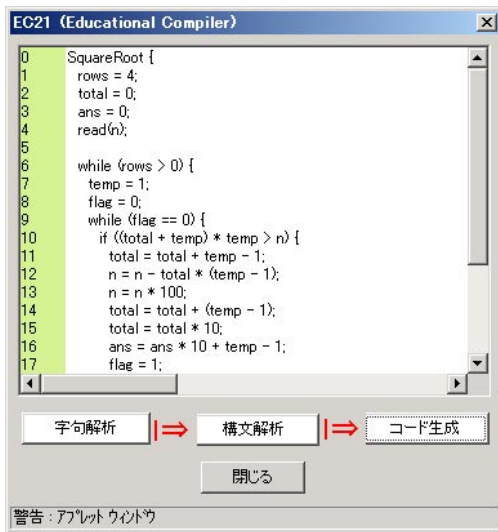 EC21 (Educational Compiler)
0 SquareRoot {
1 rows = 4;
2 total = 0;
3 ans = 0;
4 read(n);
5
6 while (rows > 0) {
7 temp = 1;
8 flag = 0;
9 while (flag == 0) {
10 if ((total + temp) * temp > n) {
11 total = total + temp - 1;
12 n = n - total * (temp - 1);
13 n = n * 100;
14 total = total + (temp - 1);
15 total = total * 10;
16 ans = ans * 10 + temp - 1;
17 flag = 1;
字句解析 |⇒ 構文解析 |⇒ コード生成
閉じる
警告 : アプレット ウィンドウ